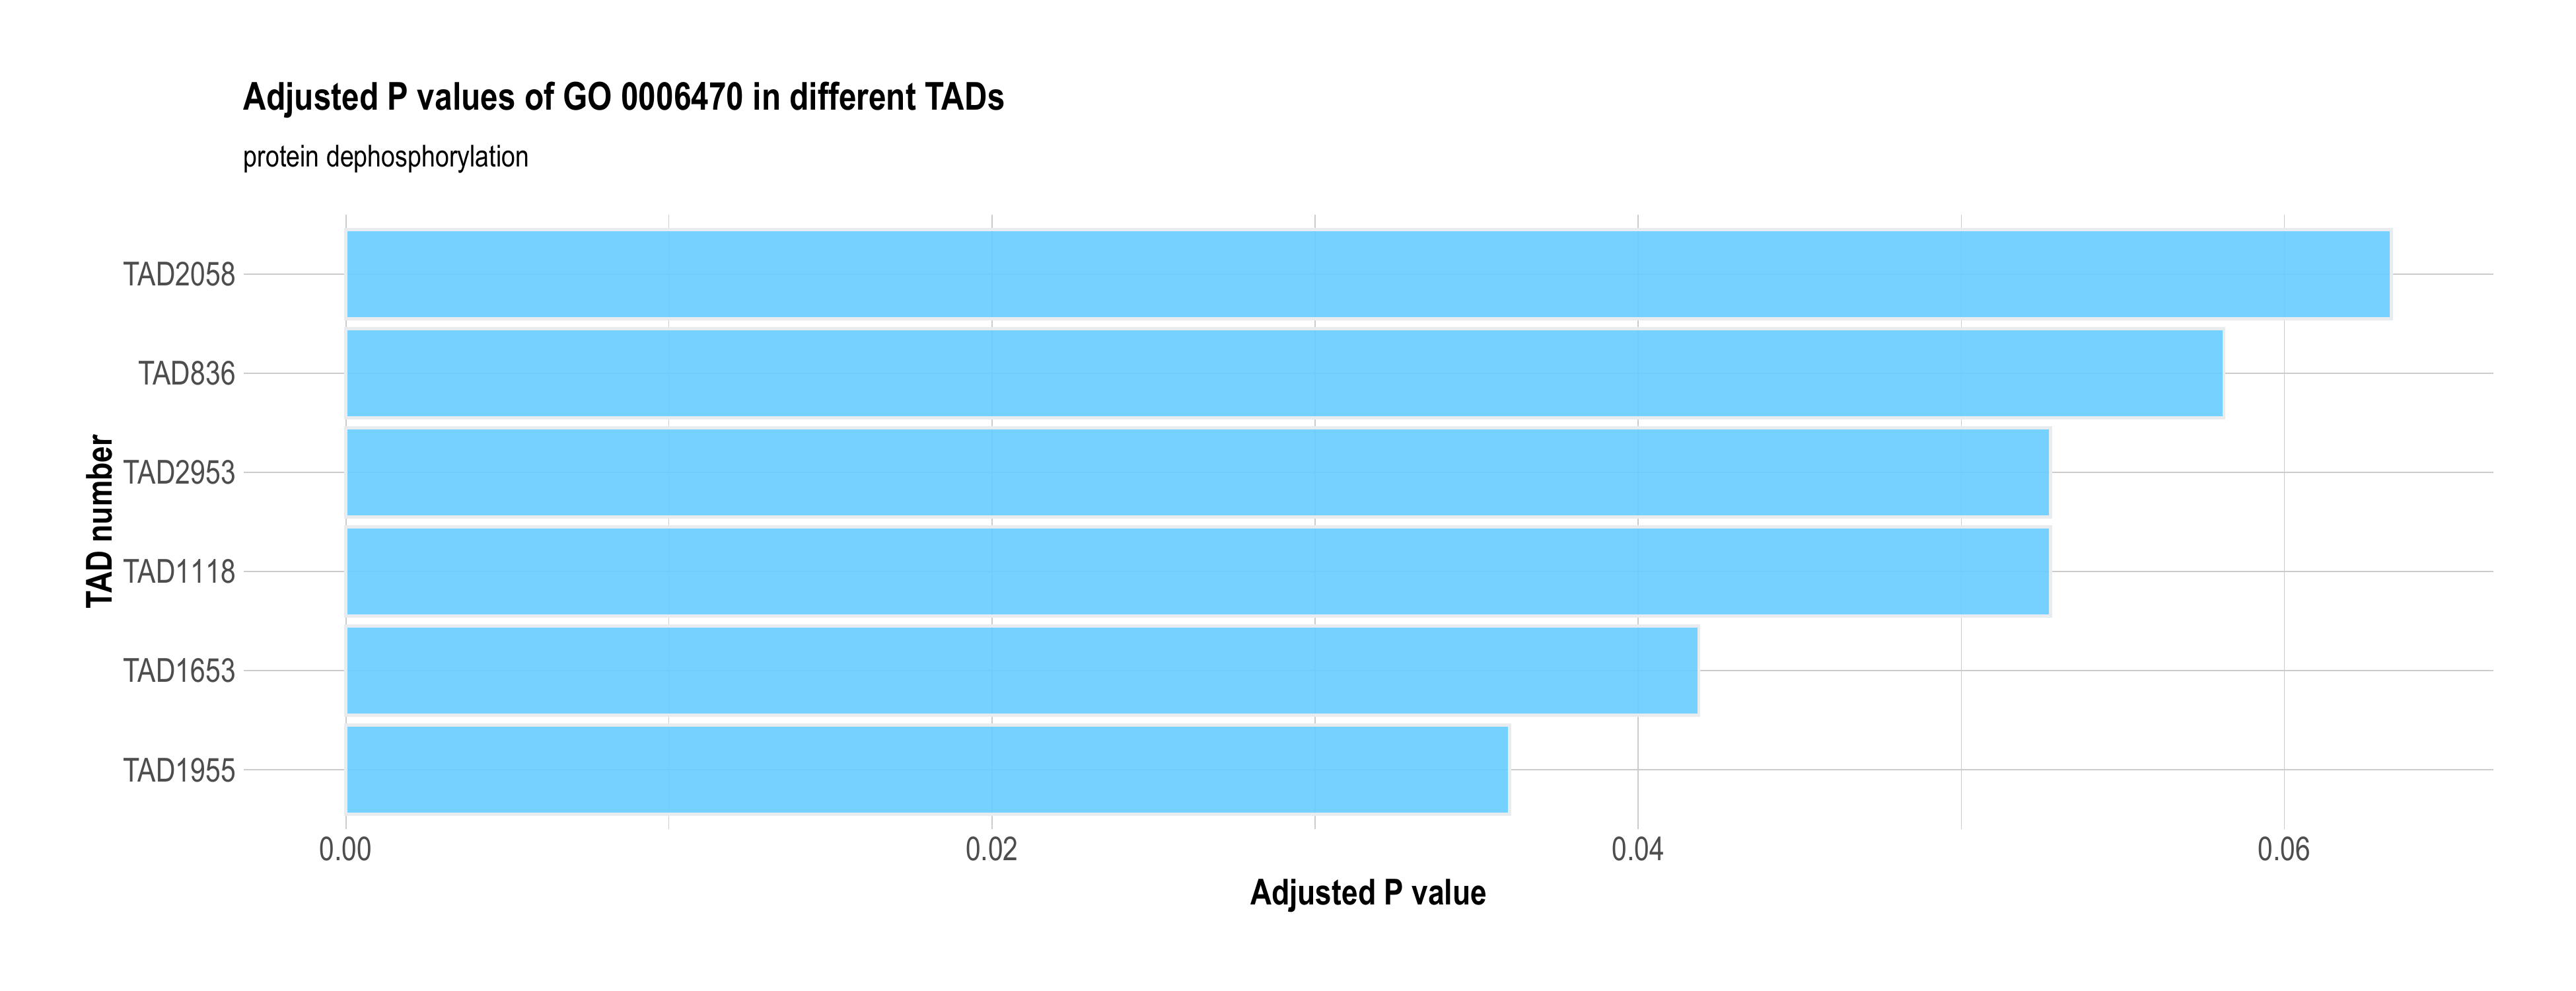 Adjusted P values of GO 0006470 in different TADs
protein dephosphorylation
TAD number
TAD2058
TAD836
TAD2953
TAD1118
TAD1653
TAD1955
0.00 0.02 0.04 0.06
Adjusted P value